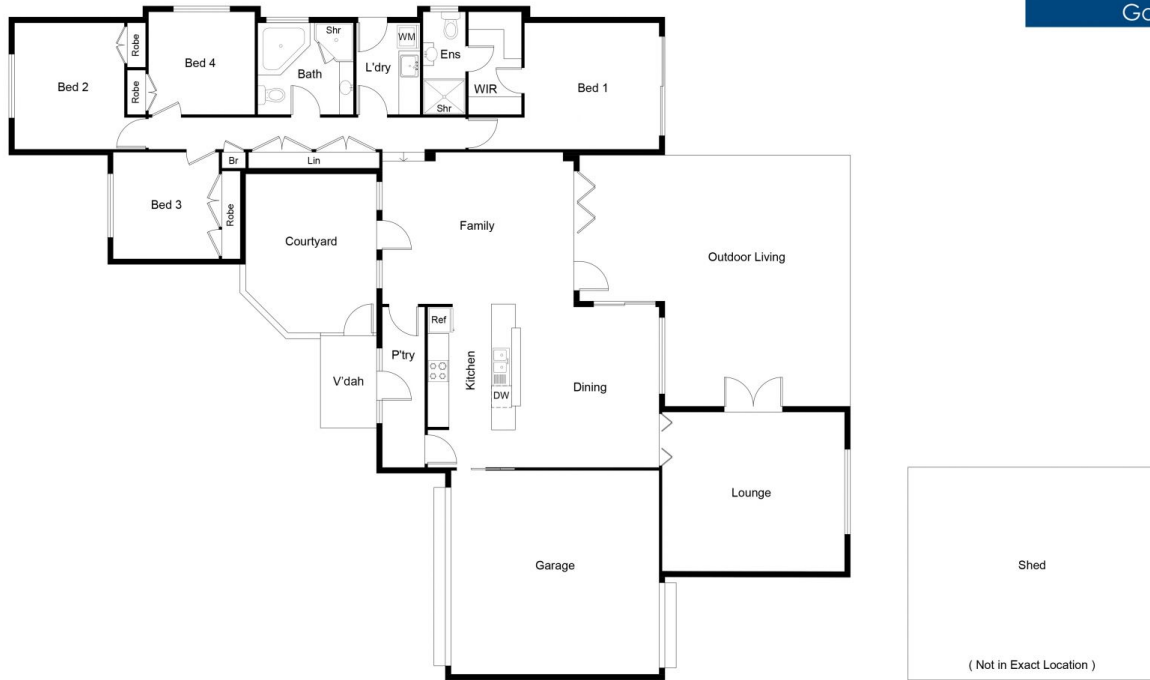 Go
Bed 2
Robe
Robe
Bed 4
Bath
Shr
WM
L'dry
Ens
Shr
WIR
Bed 1
Br
Lin
Bed 3
Robe
Courtyard
Family
Outdoor Living
V'dah
P'try
Ref
Kitchen
DW
Dining
Lounge
Garage
Shed
( Not in Exact Location )